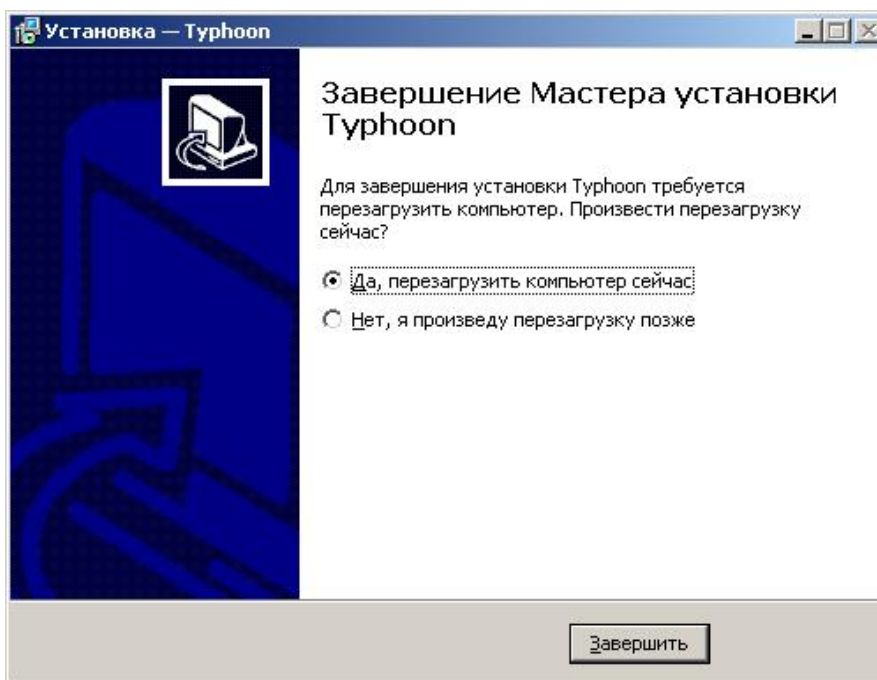 Установка — Typhoon
Завершение Мастера установки
Typhoon
Для завершения установки Typhoon требуется
перезагрузить компьютер. Произвести перезагрузку
сейчас?
Да, перезагрузить компьютер сейчас
Нет, я произведу перезагрузку позже
Завершить